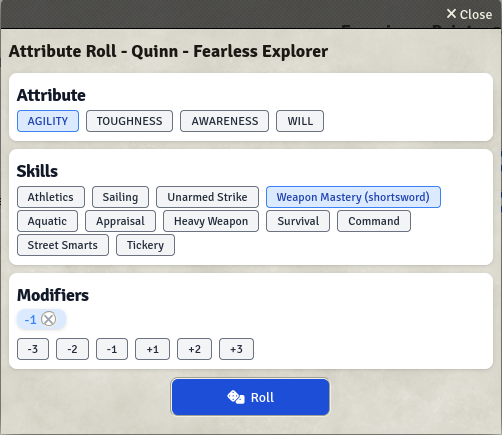 Close
Attribute Roll - Quinn - Fearless Explorer
Attribute
AGILITY TOUGHNESS AWARENESS WILL
Skills
Athletics Sailing Unarmed Strike Weapon Mastery (shortsword)
Aquatic Appraisal Heavy Weapon Survival Command
Street Smarts Tickery
Modifiers
-1
-3 -2 -1 +1 +2 +3
Roll